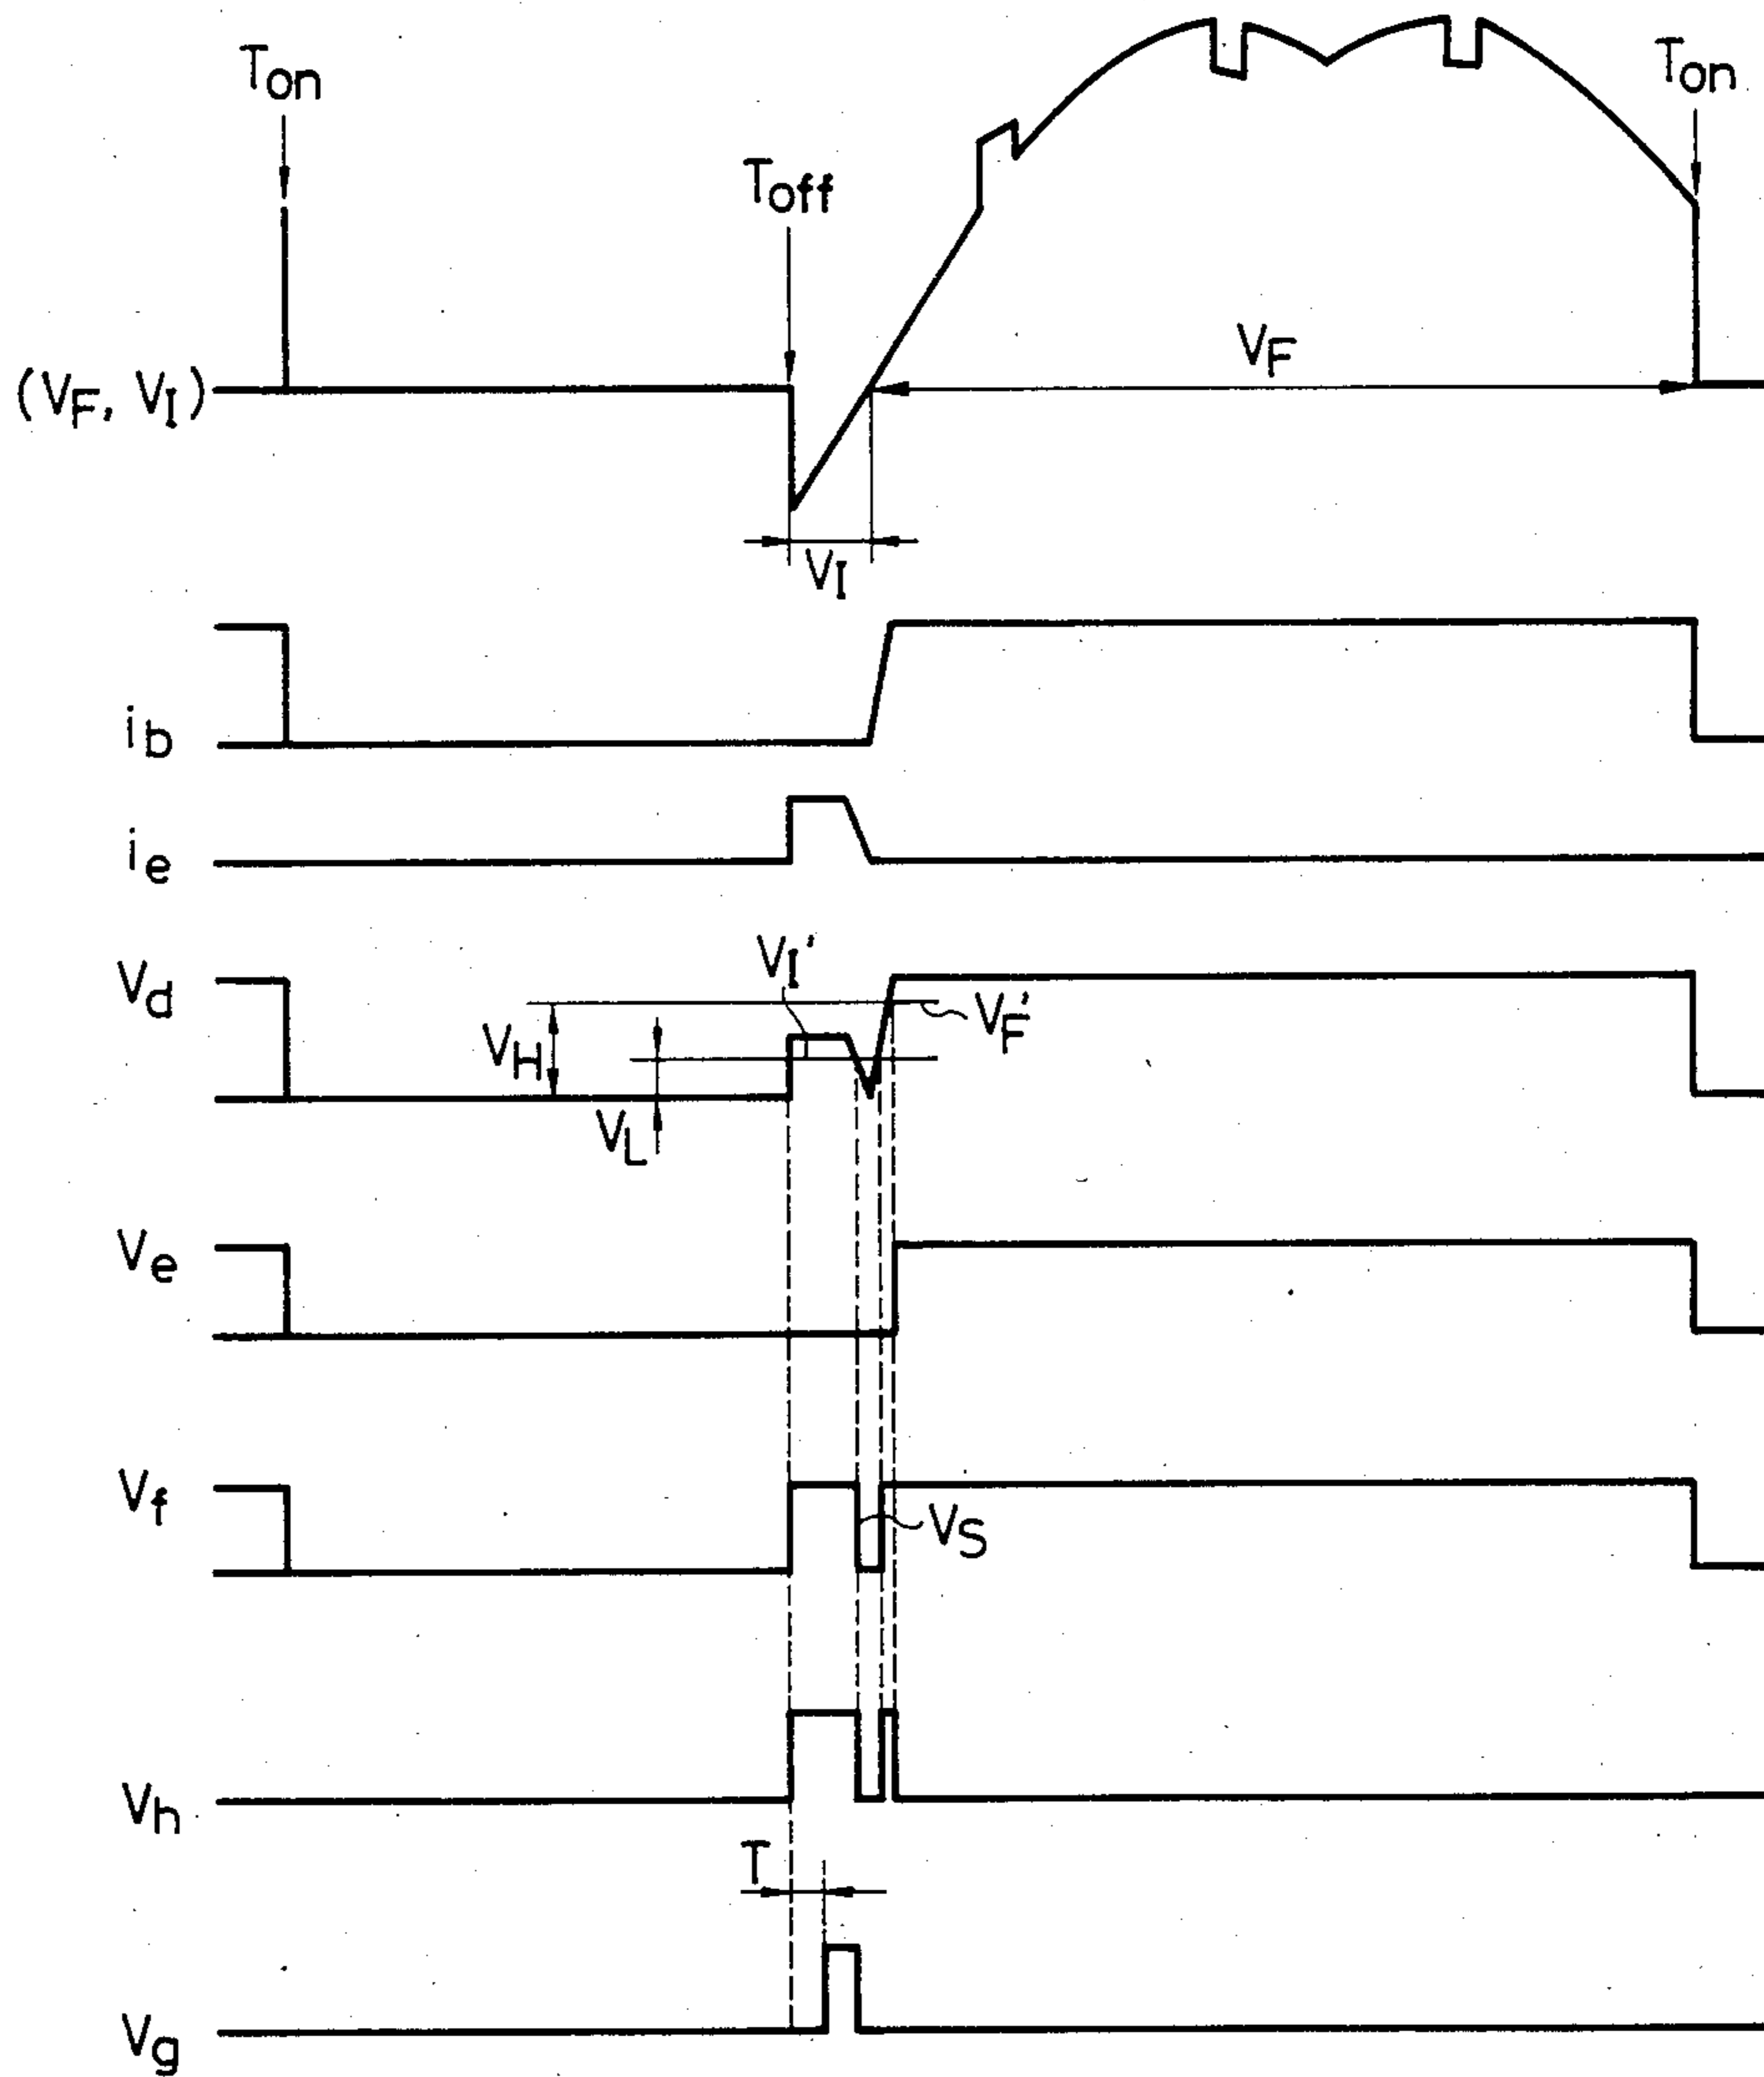 Ton
Ton
Toff
VF
(VF, VI)
VI
ib
ie
VI'
Vd
VF'
VH
VL
Ve
Vf
VS
Vh
T
Vg